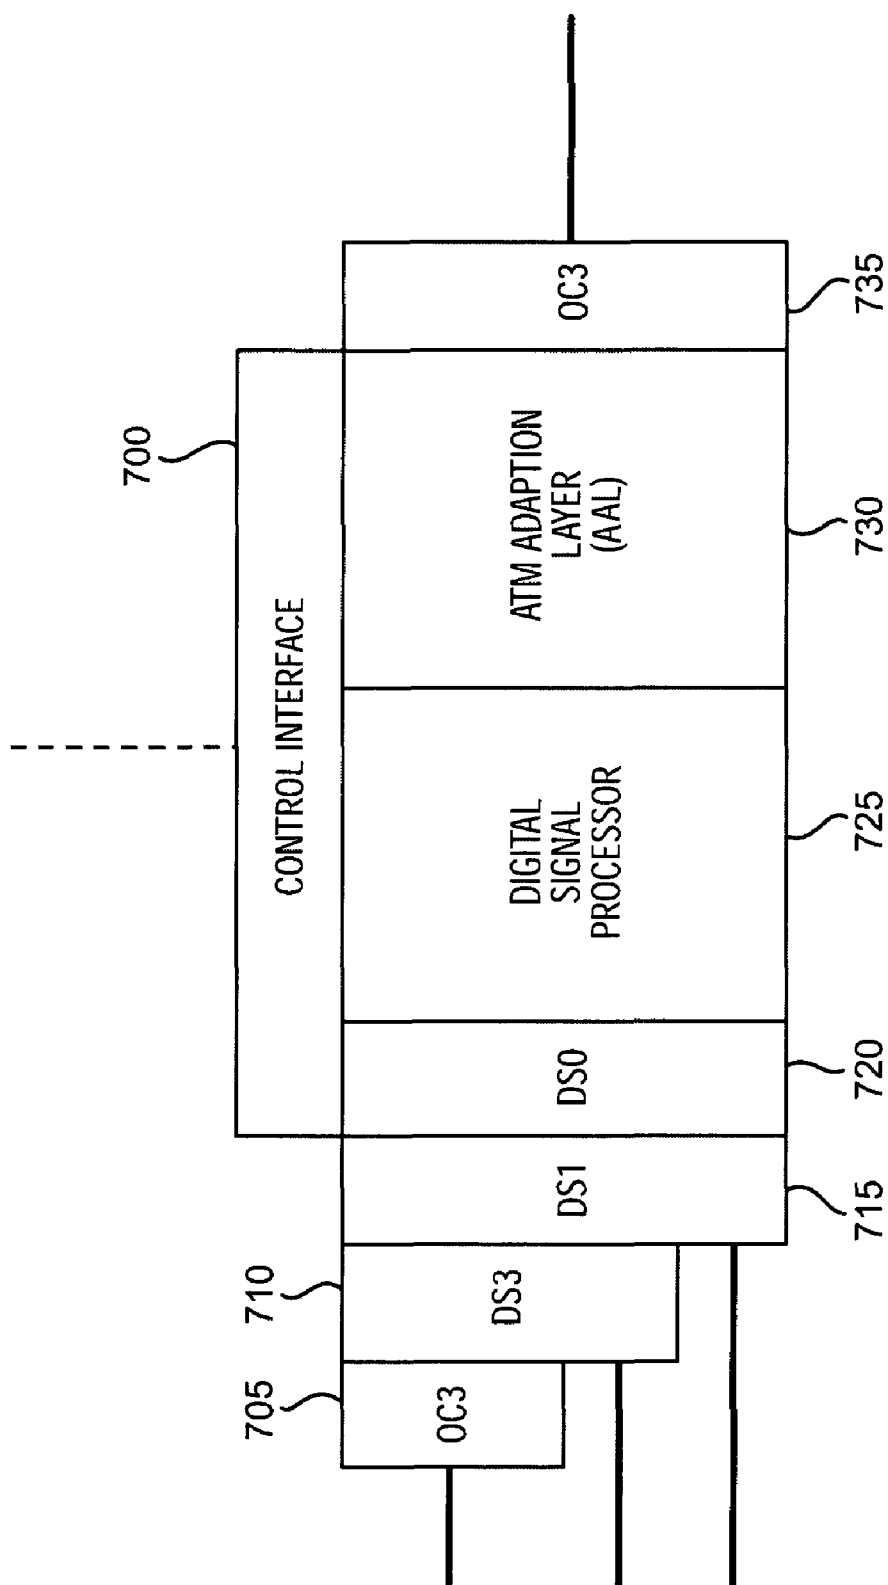 700
CONTROL INTERFACE
705
710
OC3
DS3
DS1
DS0
DIGITAL
SIGNAL
PROCESSOR
ATM ADAPTION
LAYER
(AAL)
OC3
715
720
725
730
735